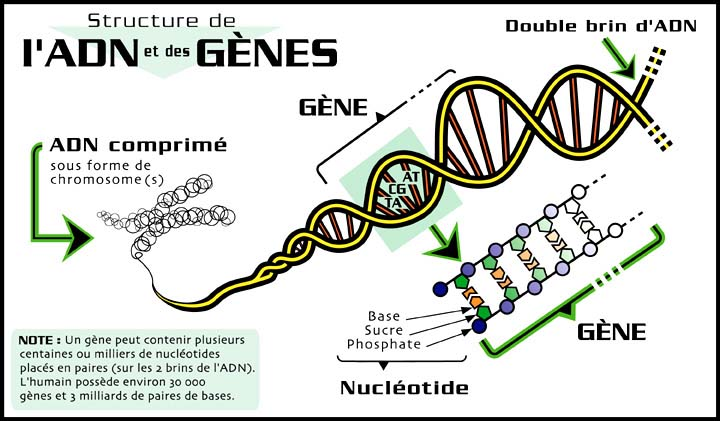 Structure de
l'ADN et des GÈNES
Double brin d'ADN
GÈNE
ADN comprimé
sous forme de
chromosome(s)
AT
CG
TA
Base
Sucre
Phosphate
Nucléotide
GÈNE
NOTE : Un gène peut contenir plusieurs
centaines ou milliers de nucléotides
placés en paires (sur les 2 brins de l'ADN).
L'humain possède environ 30 000
gènes et 3 milliards de paires de bases.